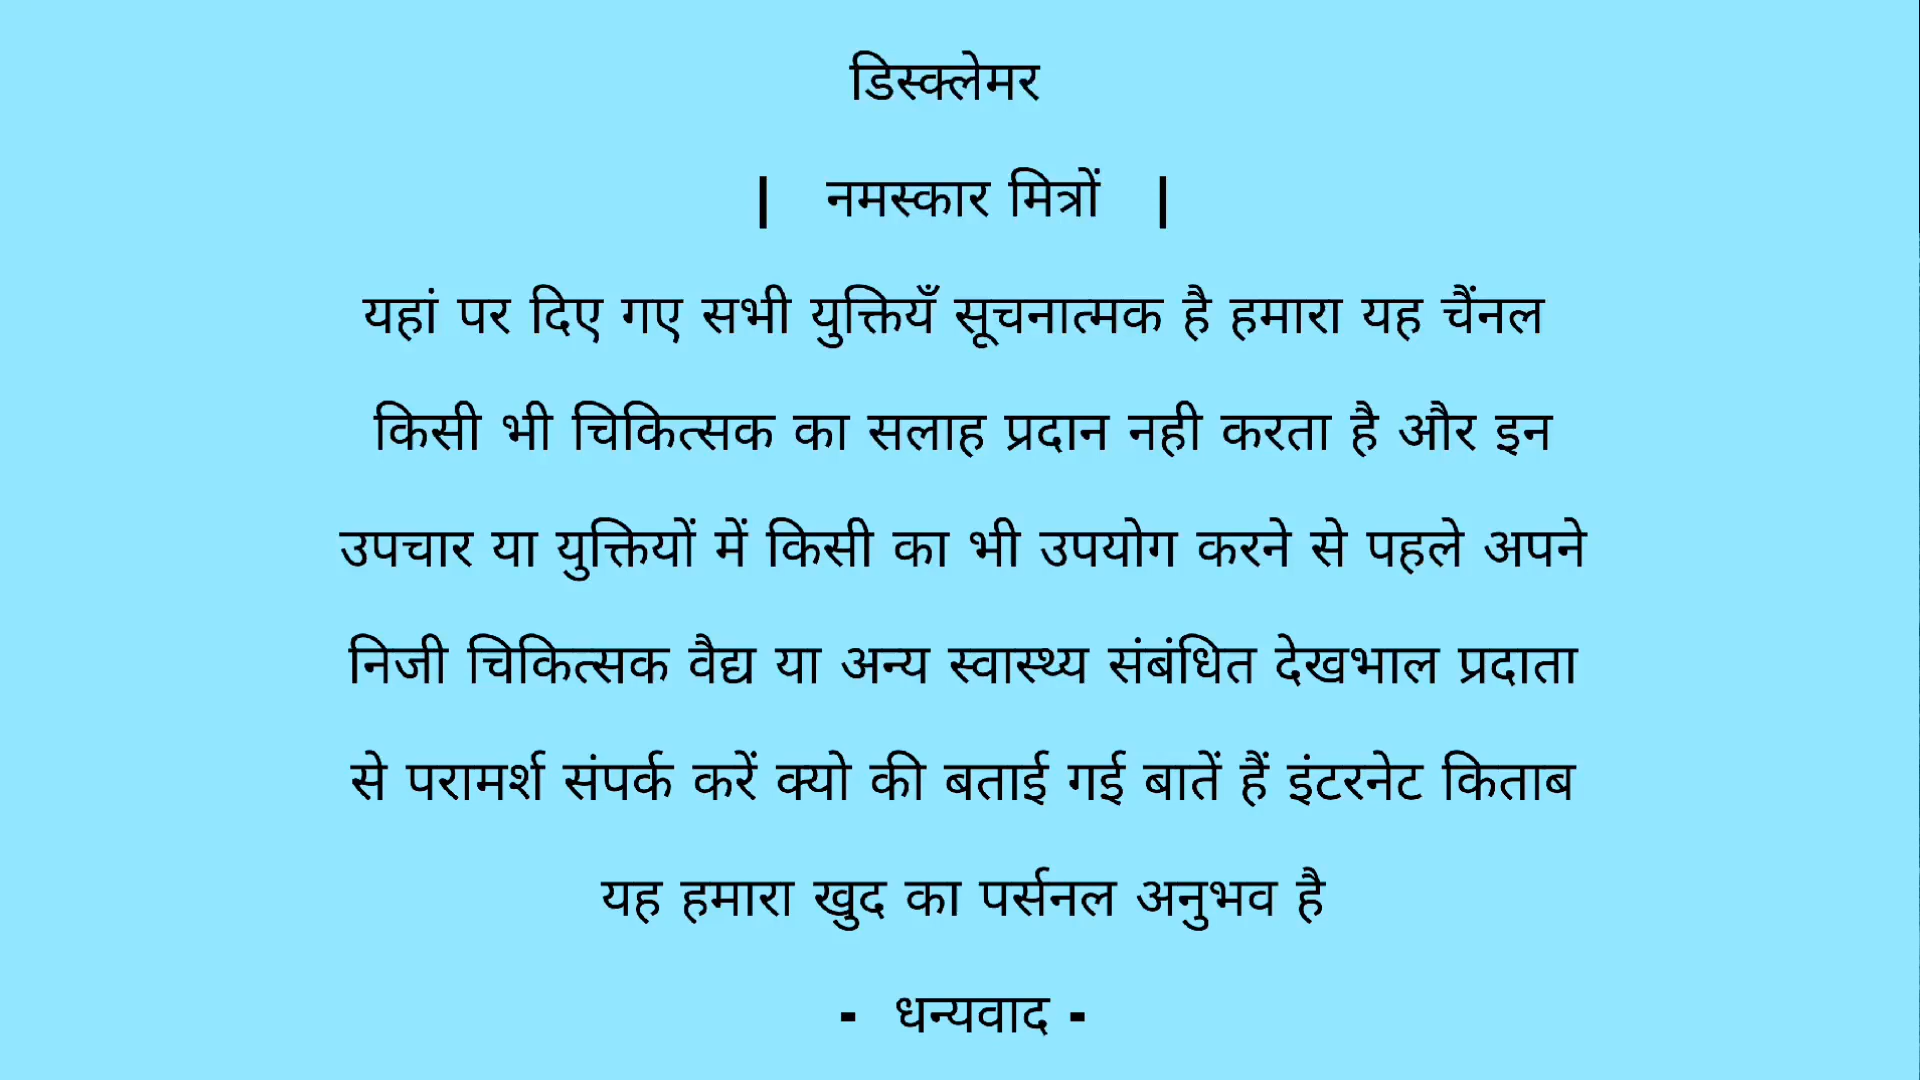 डिस्क्लेमर
| नमस्कार मित्रों |
यहां पर दिए गए सभी युक्तियँ सूचनात्मक है हमारा यह चैंनल
किसी भी चिकित्सक का सलाह प्रदान नही करता है और इन
उपचार या युक्तियों में किसी का भी उपयोग करने से पहले अपने
निजी चिकित्सक वैद्य या अन्य स्वास्थ्य संबंधित देखभाल प्रदाता
से परामर्श संपर्क करें क्यो की बताई गई बातें हैं इंटरनेट किताब
यह हमारा खुद का पर्सनल अनुभव है
- धन्यवाद -